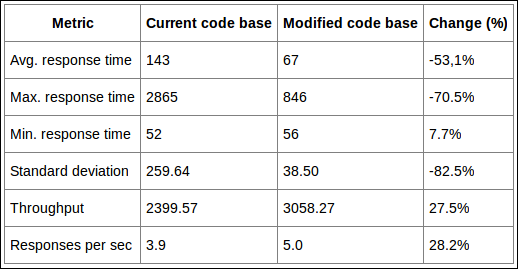 Metric Current code base Modified code base Change (%)
Avg. response time 143 67 -53,1%
Max. response time 2865 846 -70.5%
Min. response time 52 56 7.7%
Standard deviation 259.64 38.50 -82.5%
Throughput 2399.57 3058.27 27.5%
Responses per sec 3.9 5.0 28.2%